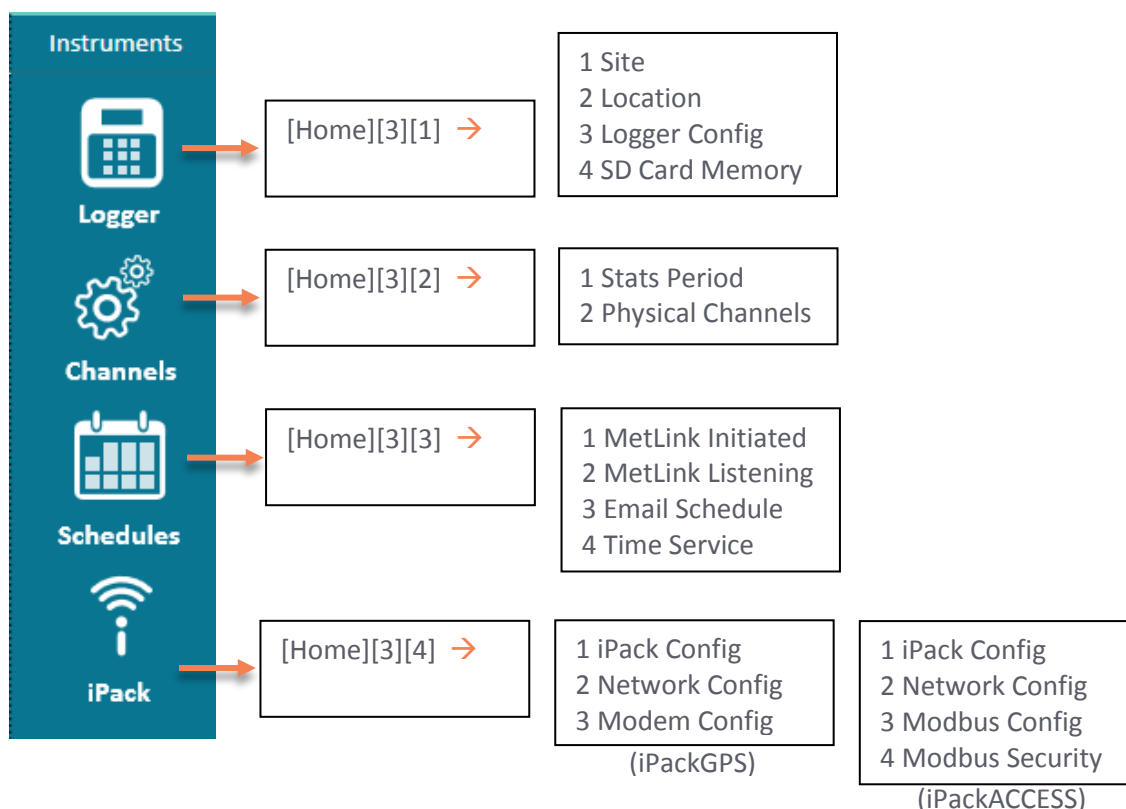 Instruments
Logger
[Home][3][1] →
1 Site
2 Location
3 Logger Config
4 SD Card Memory
Channels
[Home][3][2] →
1 Stats Period
2 Physical Channels
Schedules
[Home][3][3] →
1 MetLink Initiated
2 MetLink Listening
3 Email Schedule
4 Time Service
iPack
[Home][3][4] →
1 iPack Config
2 Network Config
3 Modem Config
(iPackGPS)
1 iPack Config
2 Network Config
3 Modbus Config
4 Modbus Security
(iPackACCESS)